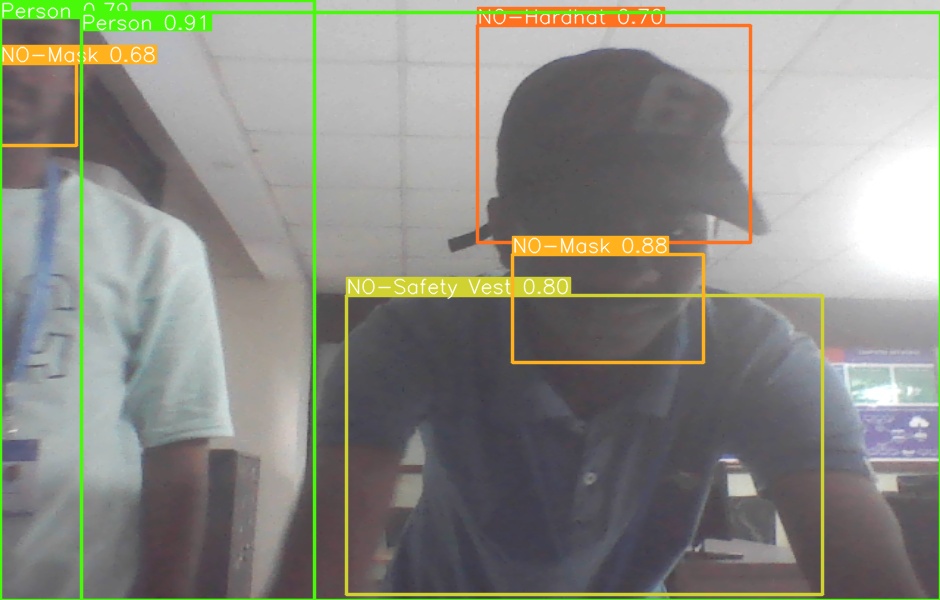 Person 0.79
Person 0.91
NO-Mask 0.68
NO-Hardhat 0.70
NO-Mask 0.88
NO-Safety Vest 0.80